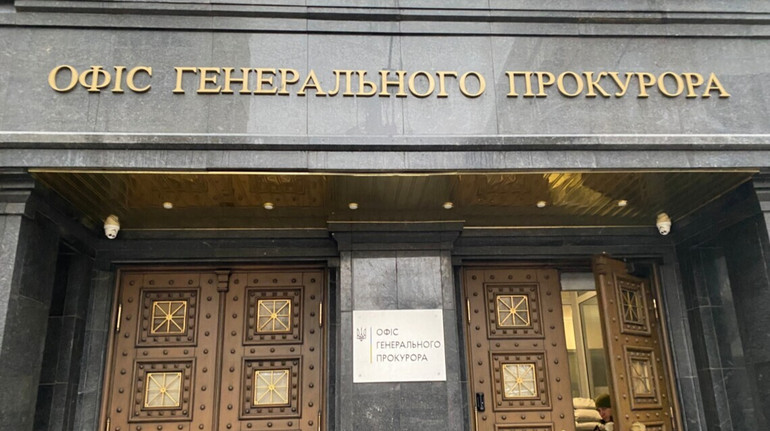 ОФІС ГЕНЕРАЛЬНОГО ПРОКУРОРА
ОФІС
ГЕНЕРАЛЬНОГО
ПРОКУРОРА